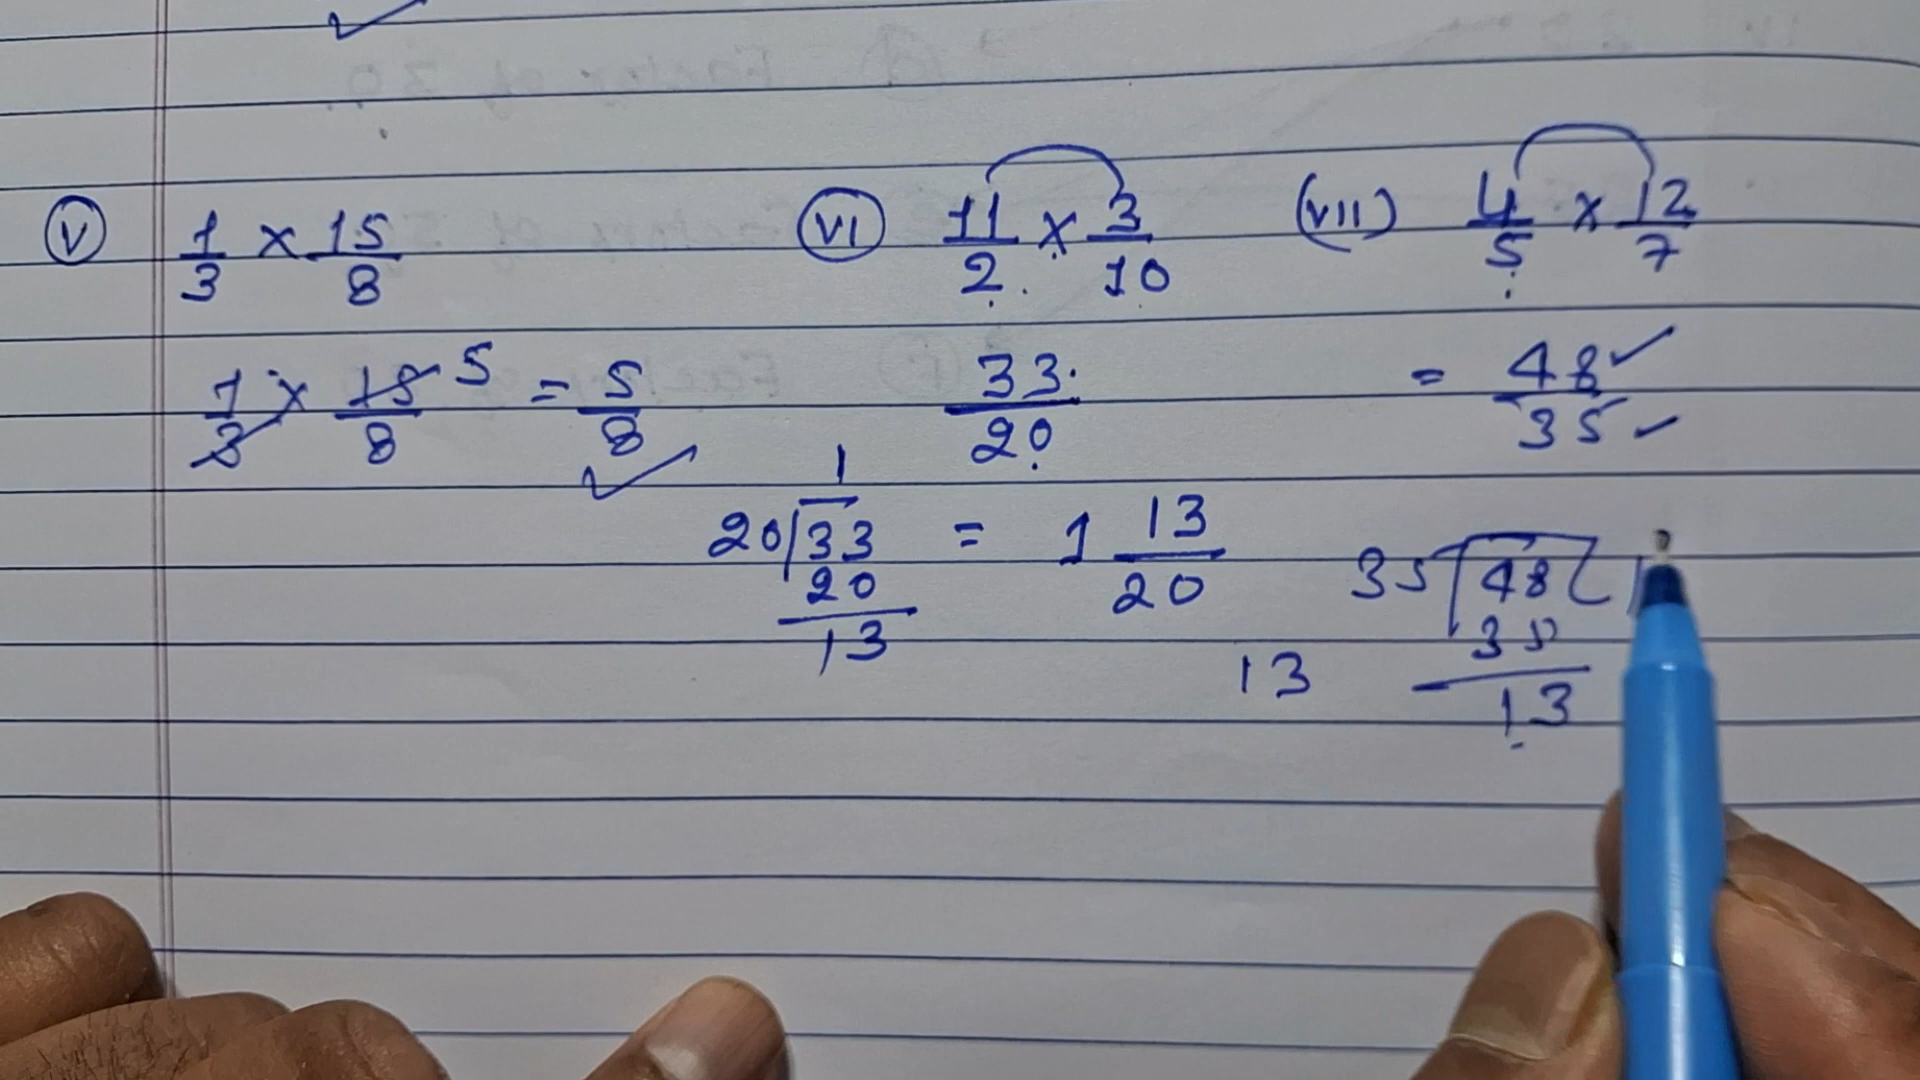 (V) 1/3 × 15/8
1/3 × 15/8 5 = 5/8
(VI) 11/2 × 3/10
33/20
1
20/33 = 1 13/20
20
13
(VII) 4/5 × 12/7
= 48/35
35 48 1
35
13
13